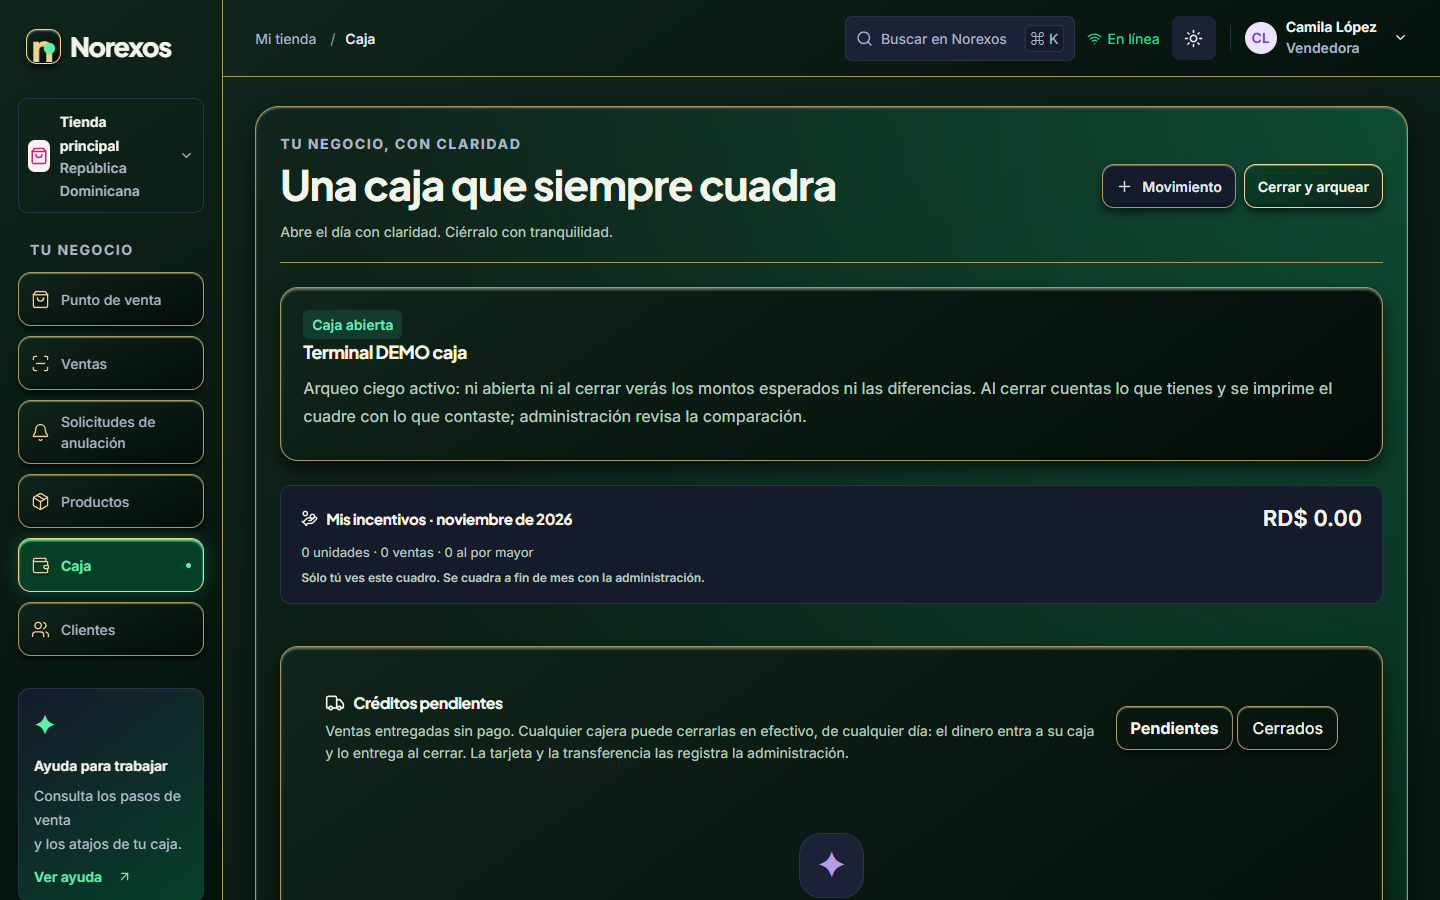 Norexos
Mi tienda / Caja
Buscar en Norexos
⌘ K
En línea
CL
Camila López
Vendedora
Tienda
principal
República
Dominicana
TU NEGOCIO
Punto de venta
Ventas
Solicitudes de
anulación
Productos
Caja
Clientes
Ayuda para trabajar
Consulta los pasos de
venta
y los atajos de tu caja.
Ver ayuda
TU NEGOCIO, CON CLARIDAD
Una caja que siempre cuadra
Abre el día con claridad. Ciérralo con tranquilidad.
Movimiento
Cerrar y arquear
Caja abierta
Terminal DEMO caja
Arqueo ciego activo: ni abierta ni al cerrar verás los montos esperados ni las diferencias. Al cerrar cuentas lo que tienes y se imprime el
cuadre con lo que contaste; administración revisa la comparación.
Mis incentivos · noviembre de 2026
RD$ 0.00
0 unidades · 0 ventas · 0 al por mayor
Sólo tú ves este cuadro. Se cuadra a fin de mes con la administración.
Créditos pendientes
Ventas entregadas sin pago. Cualquier cajera puede cerrarlas en efectivo, de cualquier día: el dinero entra a su caja
y lo entrega al cerrar. La tarjeta y la transferencia las registra la administración.
Pendientes
Cerrados